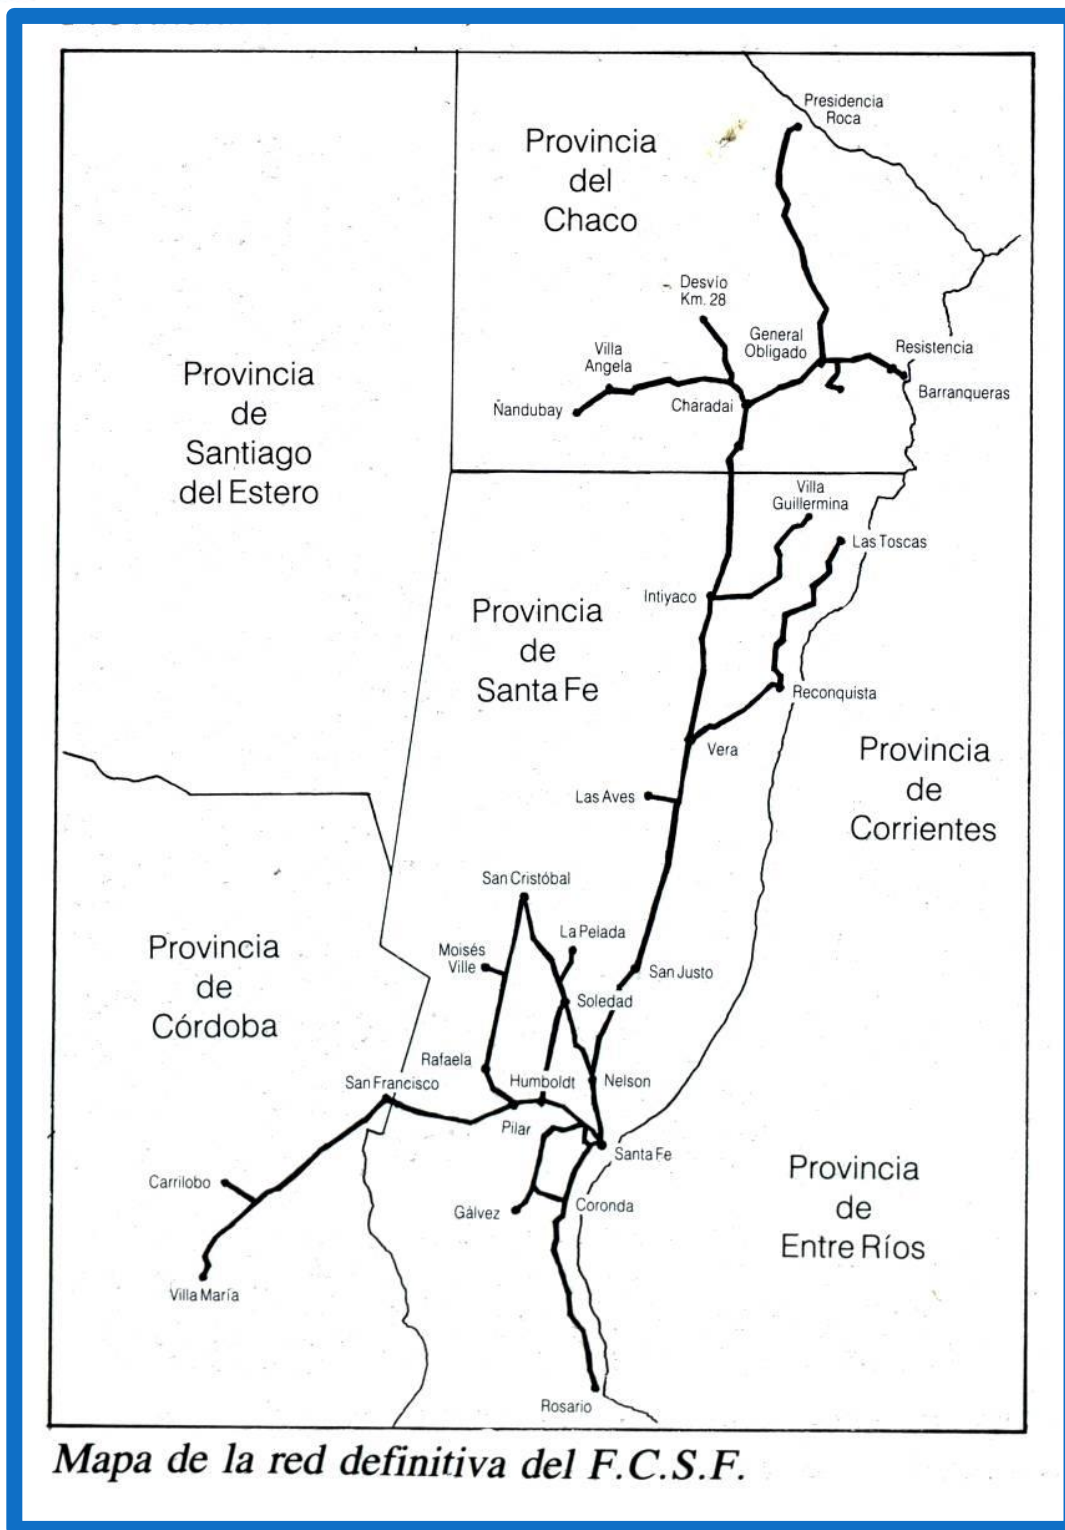 Presidencia
Roca
Provincia
del
Chaco
Desvío
Km. 28
General
Obligado
Resistencia
Villa
Angela
Barranqueras
Ñandubay
Charadai
Provincia
de
Santiago
del Estero
Villa
Guillermina
Las Toscas
Intiyaco
Provincia
de
Santa Fe
Reconquista
Vera
Provincia
de
Corrientes
Las Aves
San Cristóbal
La Pelada
Moisés
Ville
San Justo
Soledad
Provincia
de
Córdoba
Rafaela
San Francisco
Humboldt
Nelson
Pilar
Santa Fe
Carrilobo
Gálvez
Coronda
Provincia
de
Entre Ríos
Villa María
Rosario
Mapa de la red definitiva del F.C.S.F.